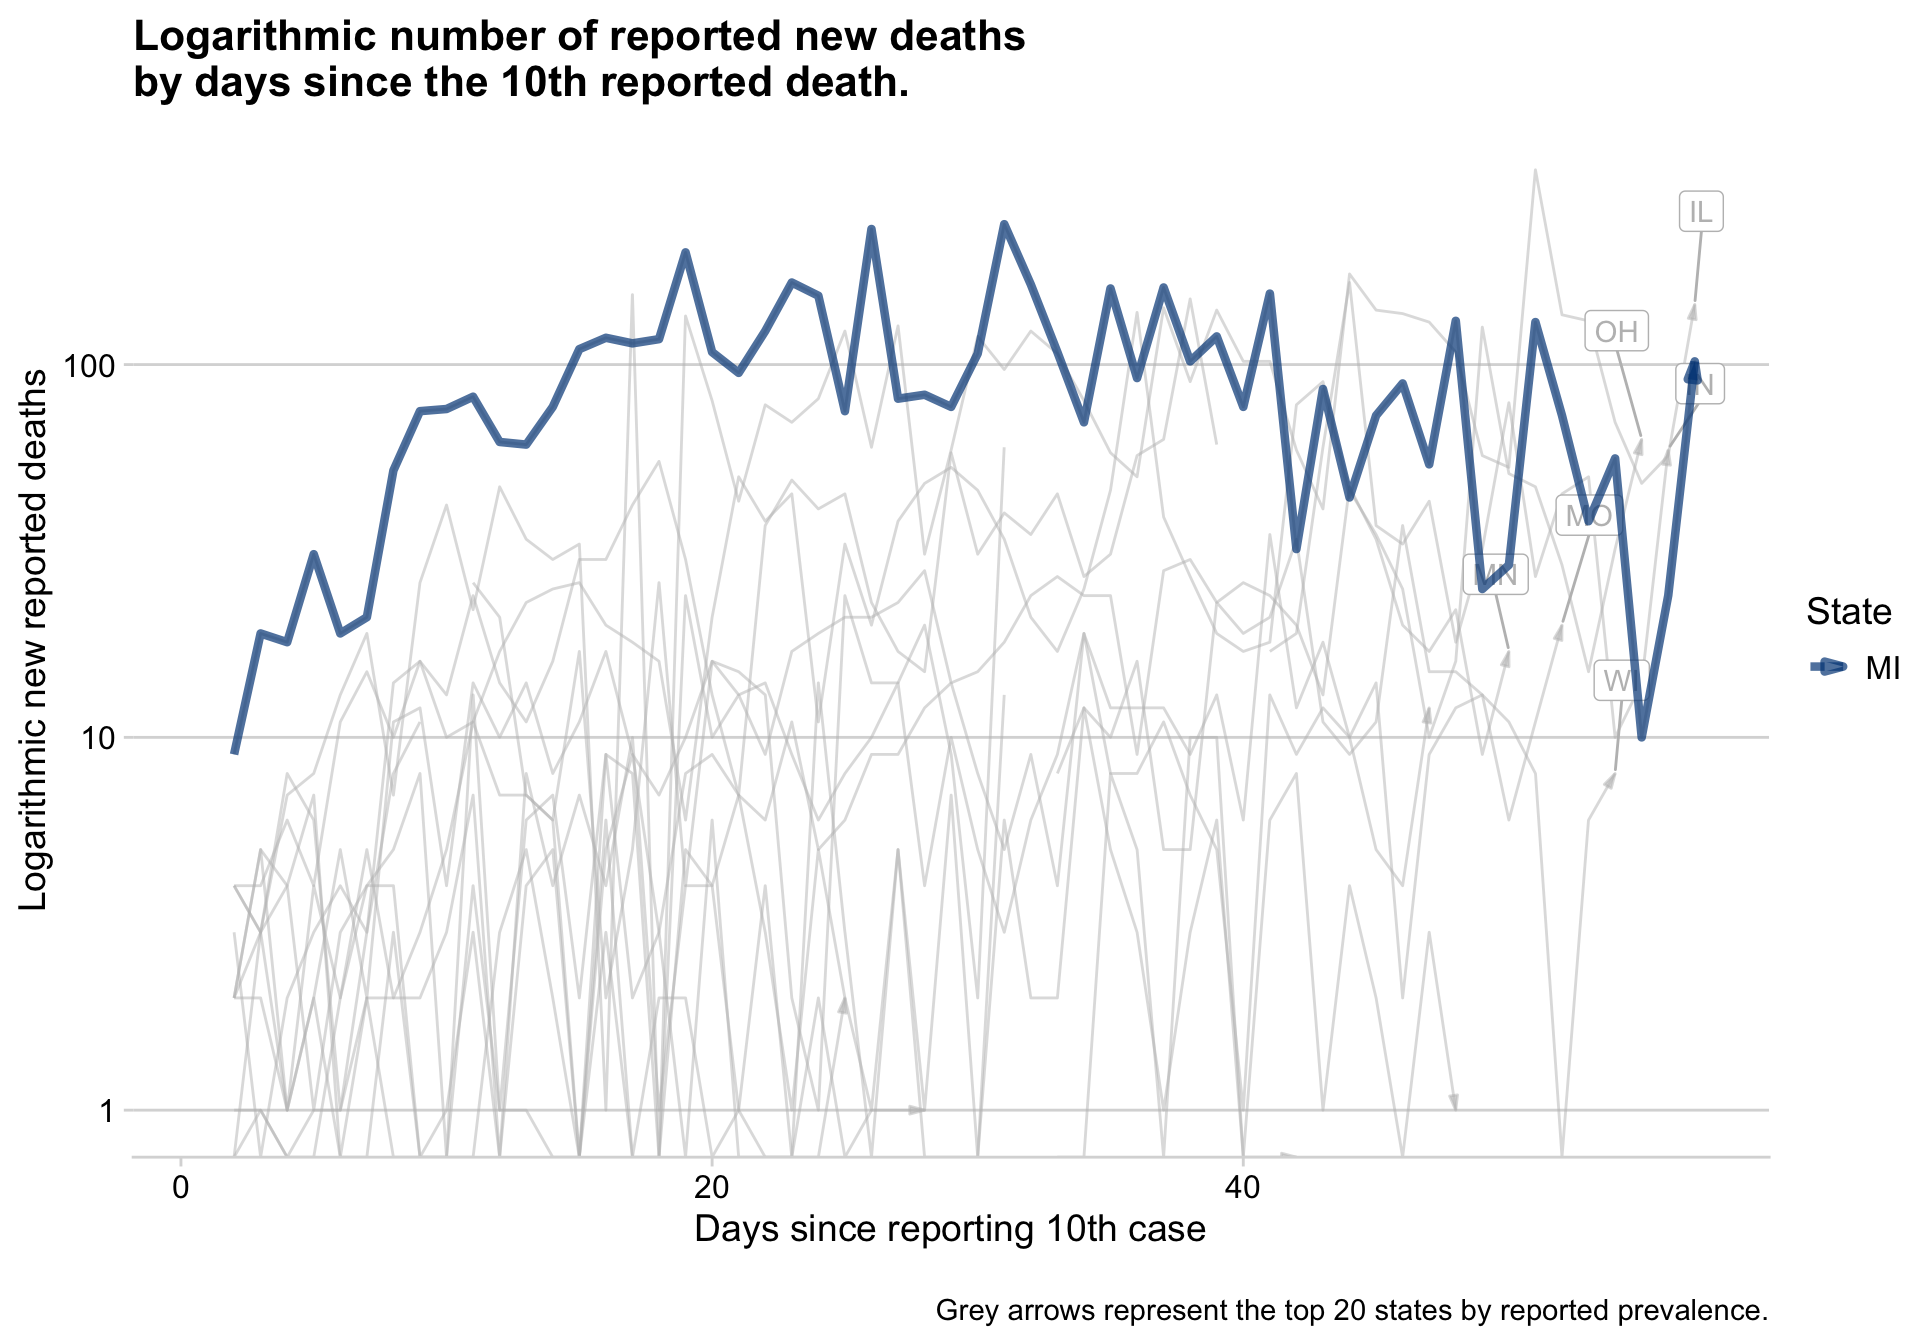 Logarithmic number of reported new deaths
by days since the 10th reported death.
Logarithmic new reported deaths
100
10
1
IL
OH
MO
MN
0
20
40
Days since reporting 10th case
State
MI
Grey arrows represent the top 20 states by reported prevalence.